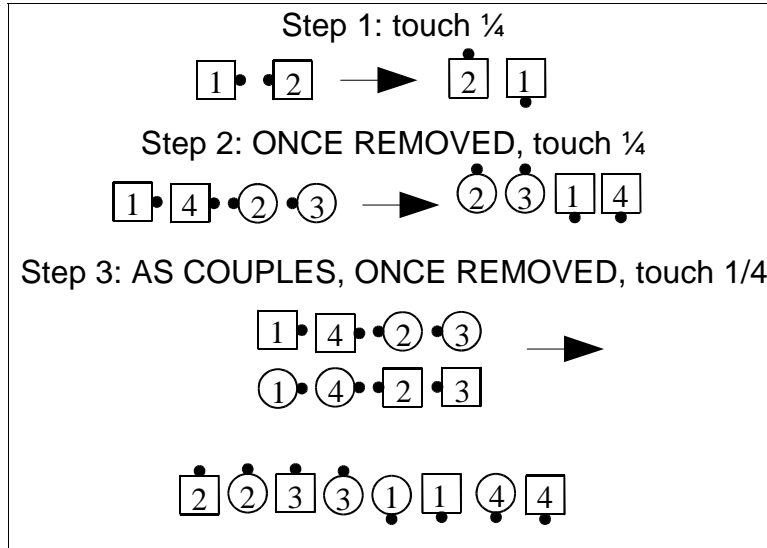 Step 1: touch ¼
1 2 2 1
Step 2: ONCE REMOVED, touch ¼
1 4 2 3 2 3 1 4
Step 3: AS COUPLES, ONCE REMOVED, touch 1/4
1 4 2 3
1 4 2 3
2 2 3 3 1 1 4 4